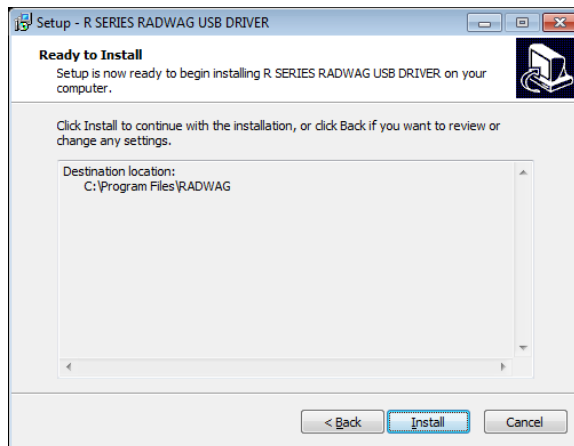 Setup - R SERIES RADWAG USB DRIVER
Ready to Install
Setup is now ready to begin installing R SERIES RADWAG USB DRIVER on your
computer.
Click Install to continue with the installation, or click Back if you want to review or
change any settings.
Destination location:
C:\Program Files\RADWAG
< Back
Install
Cancel